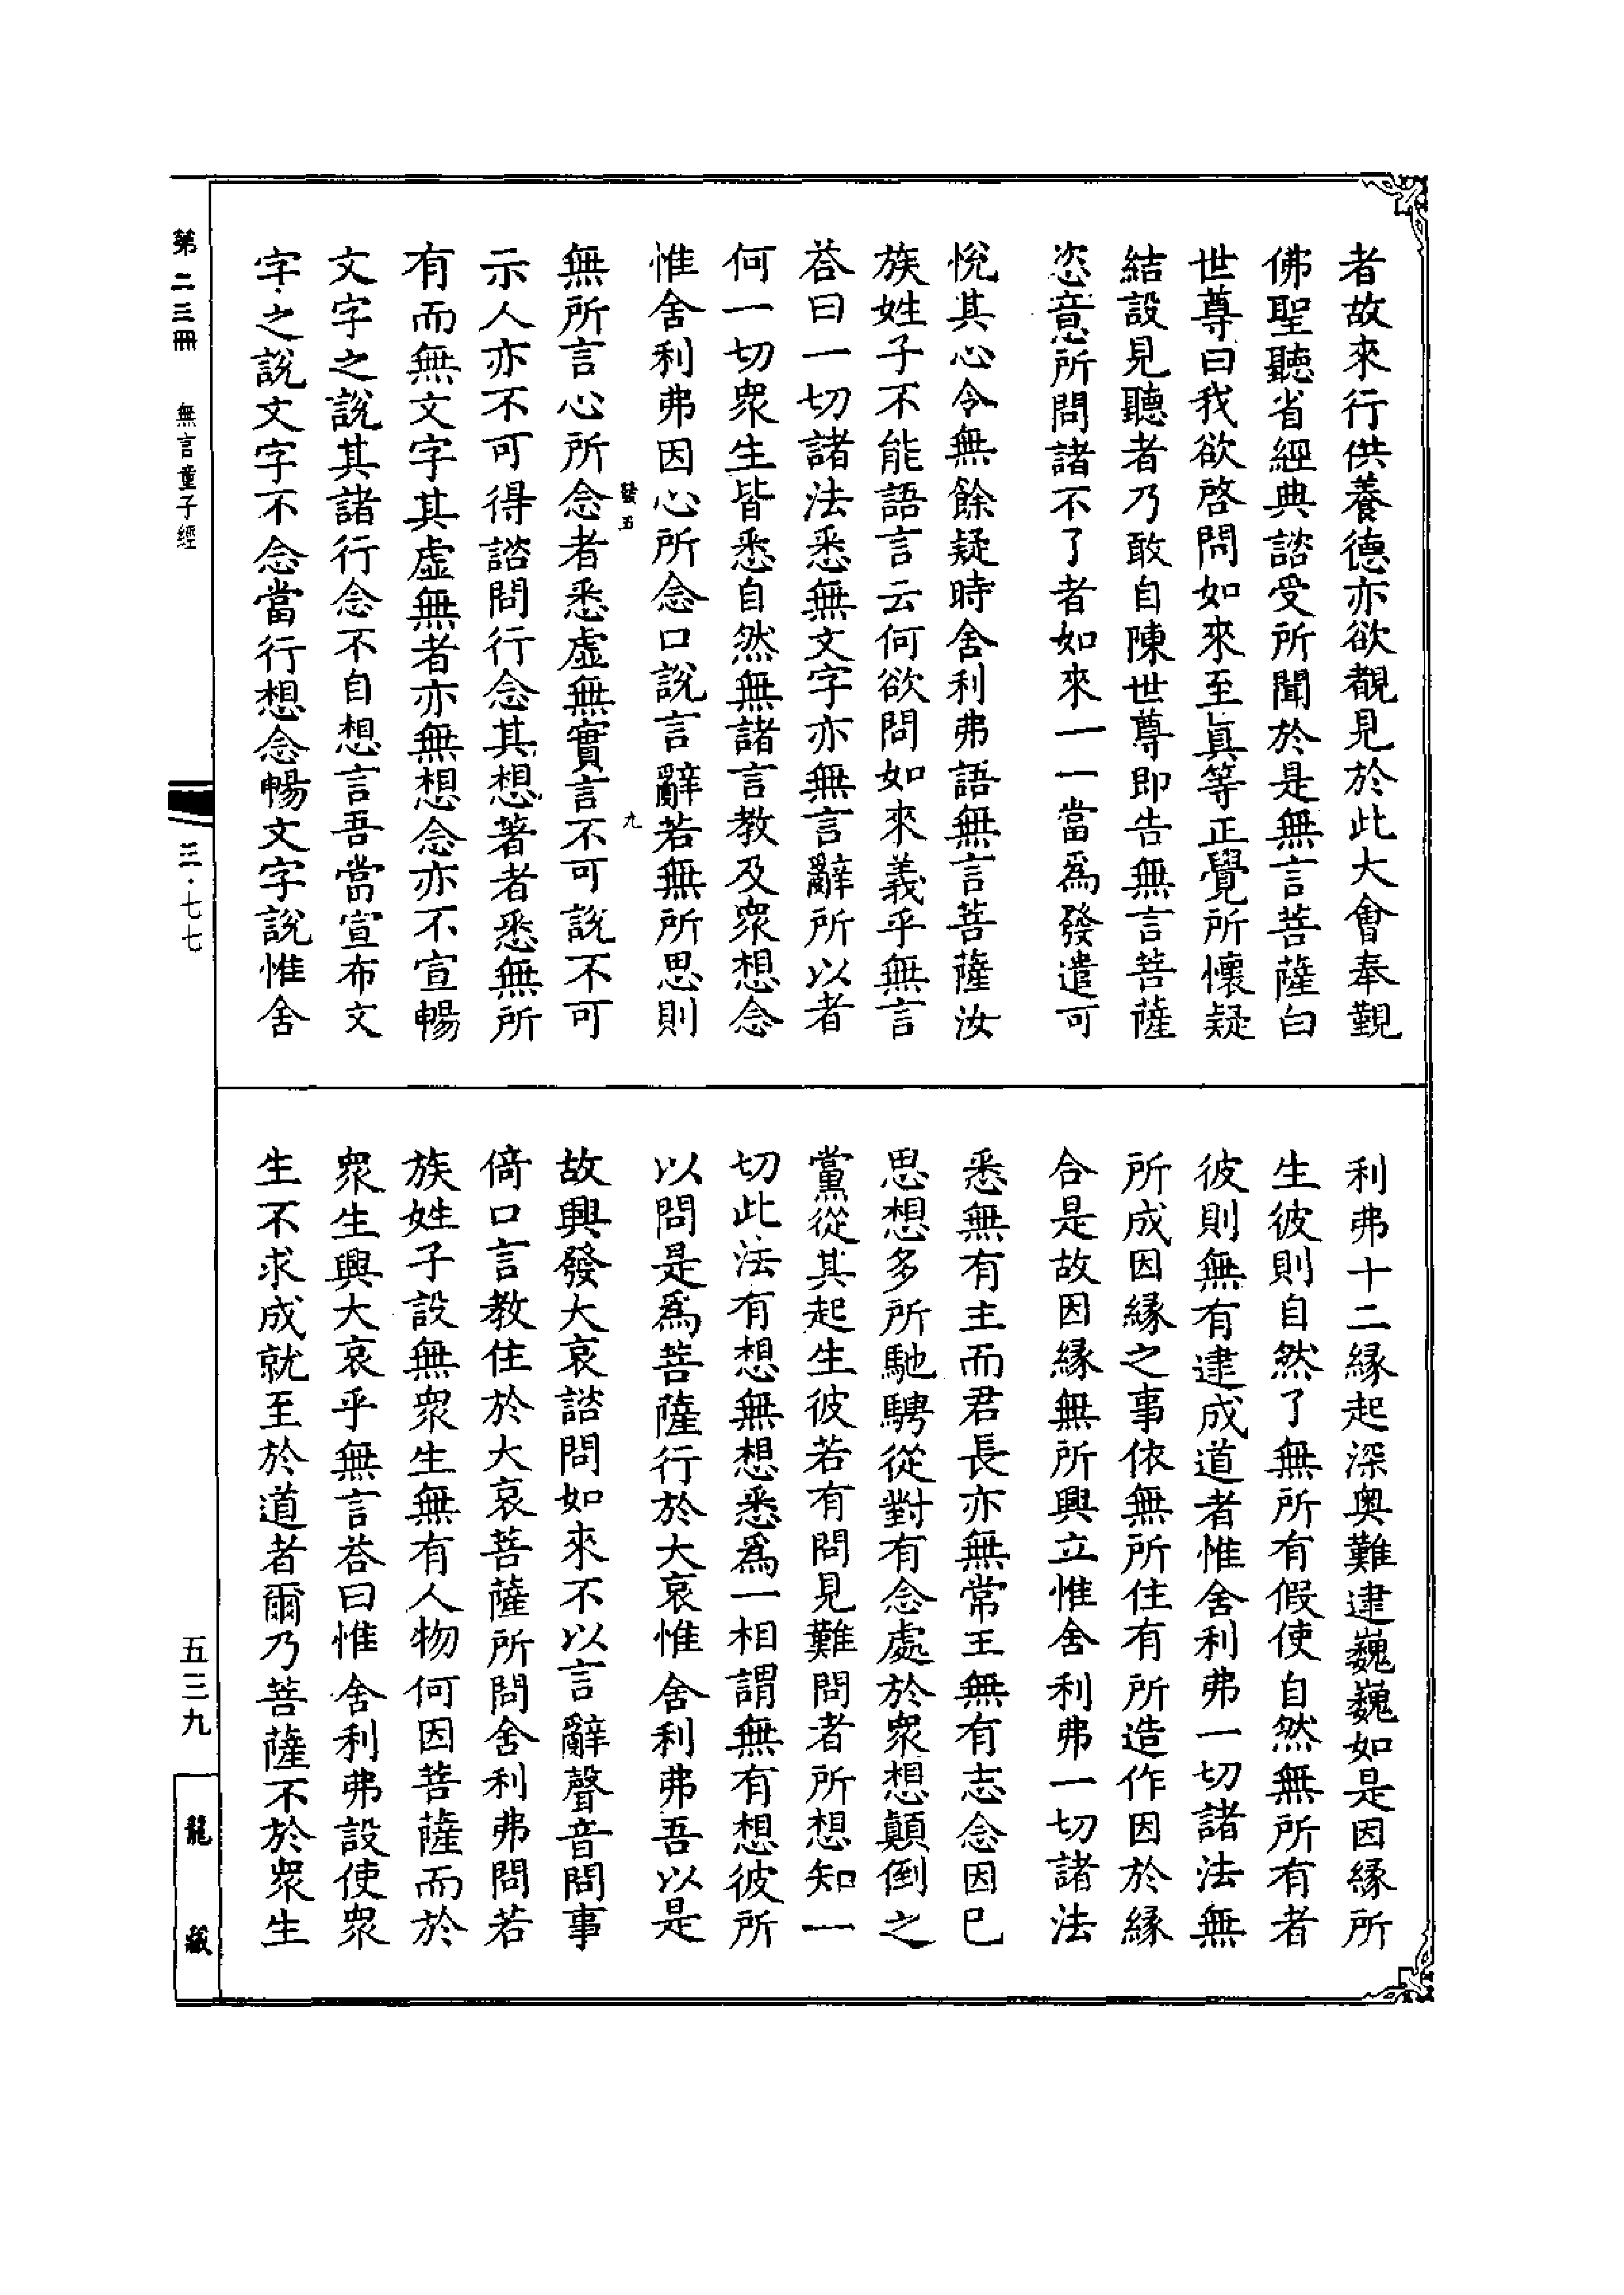 者故來行供養德亦欲覩見於此大會奉覲
佛聖聽省經典諮受所聞於是無言菩薩白
世尊曰我欲啓問如來至眞等正覺所懷疑
結設見聽者乃敢自陳世尊即告無言菩薩
恣意所問諸不了者如來一一當爲發遣可
悅其心令無餘疑時舍利弗語無言菩薩汝
族姓子不能語言云何欲問如來義乎無言
荅曰一切諸法悉無文字亦無言辭所以者
何一切衆生皆悉自然無諸言教及衆想念
惟舍利弗因心所念口說言辭若無所思則
發五
九
無所言心所念者悉虛無實言不可說不可
示人亦不可得諮問行念其想著者悉無所
有而無文字其虛無者亦無想念亦不宣暢
文字之說其諸行念不自想言吾當宣布文
字之說文字不念當行想念暢文字說惟舍
利弗十二緣起深奧難逮巍巍如是因緣所
生彼則自然了無所有假使自然無所有者
彼則無有逮成道者惟舍利弗一切諸法無
所成因緣之事依無所住有所造作因於緣
合是故因緣無所興立惟舍利弗一切諸法
悉無有主而君長亦無常王無有志念因已
思想多所馳騁從對有念處於衆想顛倒之
黨從其起生彼若有問見難問者所想知一
切此法有想無想悉爲一相謂無有想彼所
以問是爲菩薩行於大哀惟舍利弗吾以是
故興發大哀諮問如來不以言辭聲音問事
倚口言教住於大哀菩薩所問舍利弗問若
族姓子設無衆生無有人物何因菩薩而於
衆生興大哀乎無言荅曰惟舍利弗設使衆
生不求成就至於道者爾乃菩薩不於衆生
第二三冊
無言童子經
三·七七
五三九
龍藏